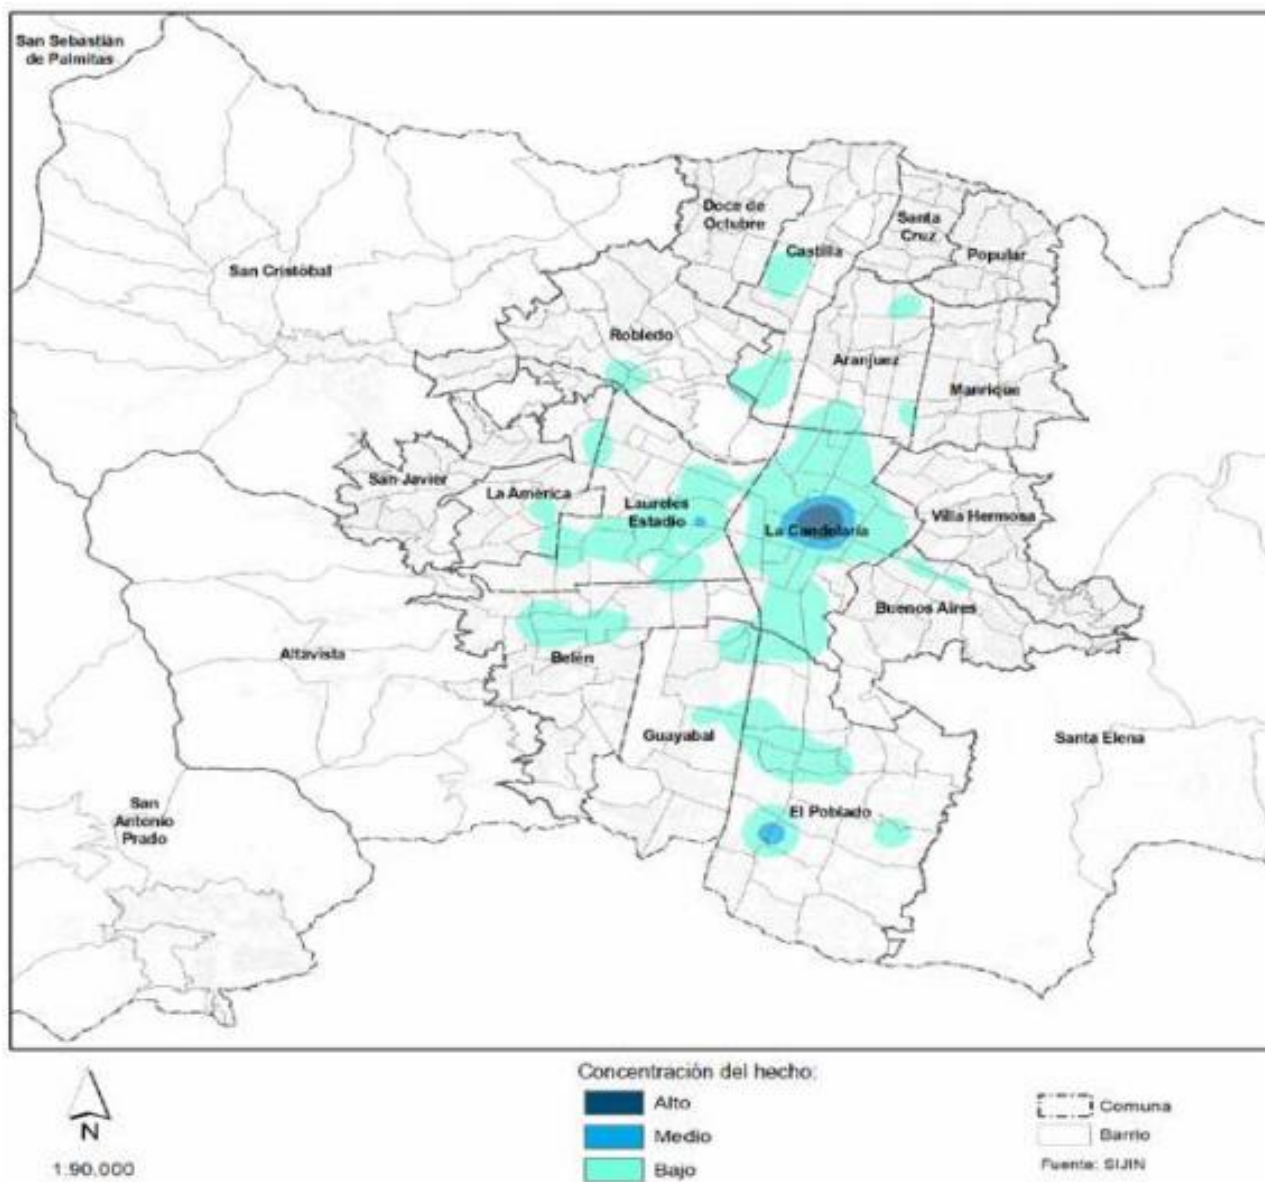 San Sebastián
de Palmitas
Doce de
Octubre
Santa
Cruz
Castilla
Popular
San Cristóbal
Robledo
Aranjuez
Manrique
San Javier
La América
Laureles
Estadio
La Candelaria
Villa Hermosa
Buenos Aires
Altavista
Belén
Guayabal
Santa Elena
San
Antonio
Prado
El Poblado
N
1:90.000
Concentración del hecho:
Alto
Medio
Bajo
Comuna
Barrio
Fuente: SIJIN